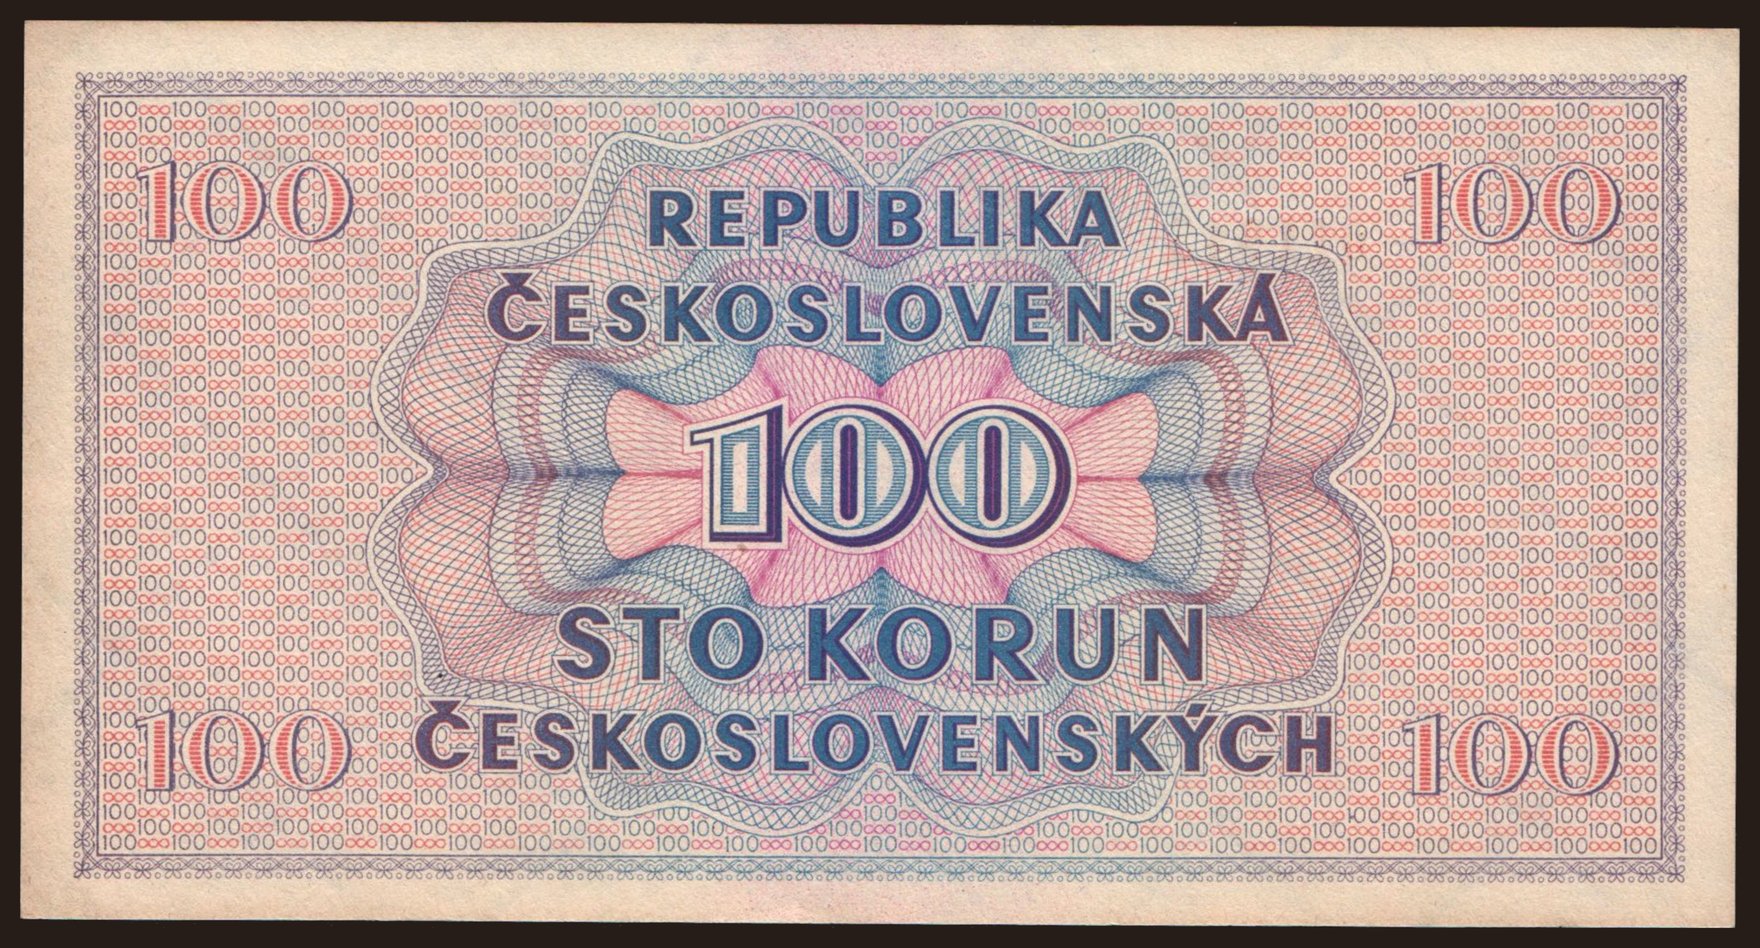 100 100
REPUBLIKA
ČESKOSLOVENSKÁ
100
STO KORUN
ČESKOSLOVENSKÝCH
100 100